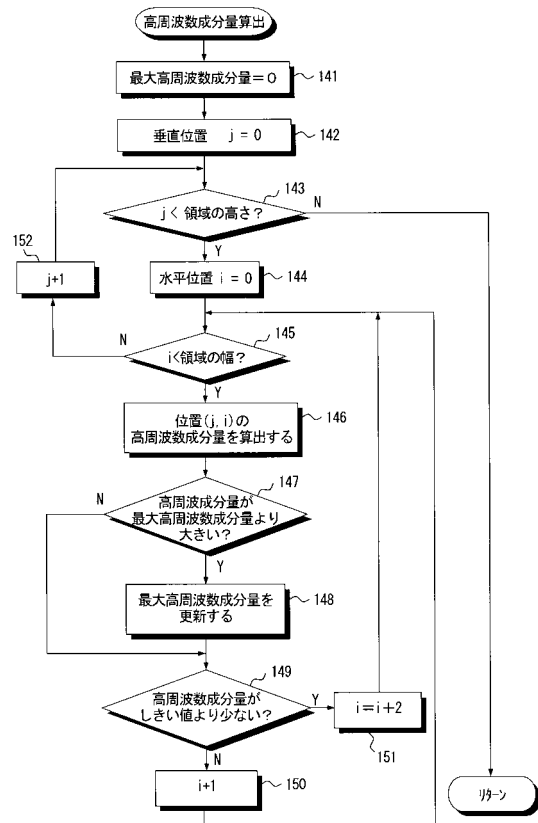 高周波数成分量算出
最大高周波数成分量=0
141
垂直位置 j = 0
142
143
j < 領域の高さ?
N
Y
152
j+1
水平位置 i = 0
144
145
N
i<領域の幅?
Y
位置(j, i)の
高周波数成分量を算出する
146
147
N
高周波成分量が
最大高周波数成分量より
大きい?
Y
最大高周波数成分量を
更新する
148
149
高周波数成分量が
しきい値より少ない?
Y
i=i+2
151
N
i+1
150
リターン